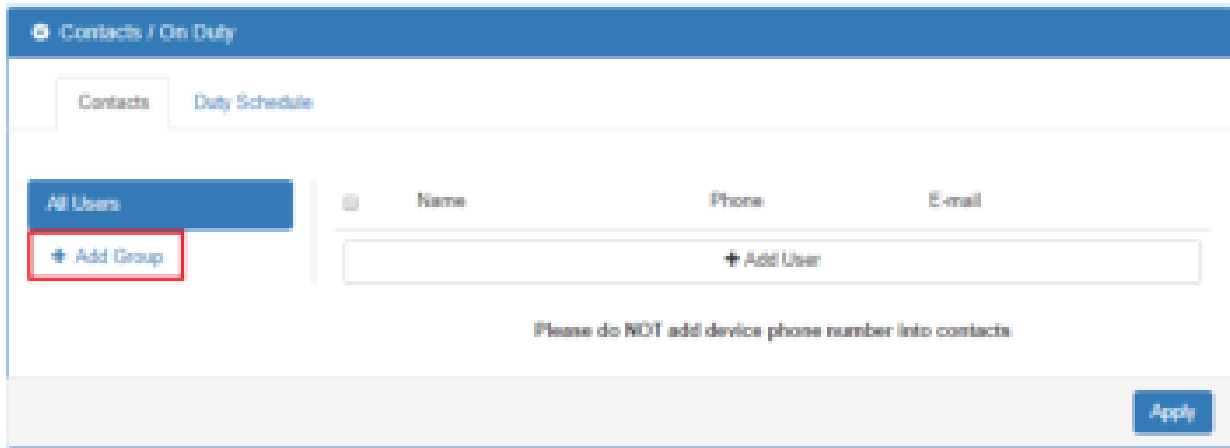 Contacts / On Duty
Contacts Duty Schedule
All Users
+ Add Group
Name Phone E-mail
+ Add User
Please do NOT add device phone number into contacts
Apply